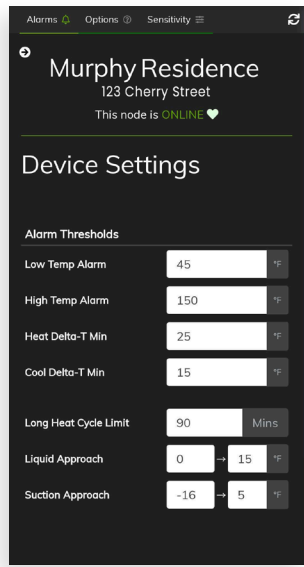 Alarms Options Sensitivity
Murphy Residence
123 Cherry Street
This node is ONLINE
Device Settings
Alarm Thresholds
Low Temp Alarm 45 °F
High Temp Alarm 150 °F
Heat Delta-T Min 25 °F
Cool Delta-T Min 15 °F
Long Heat Cycle Limit 90 Mins
Liquid Approach 0 → 15 °F
Suction Approach -16 → 5 °F